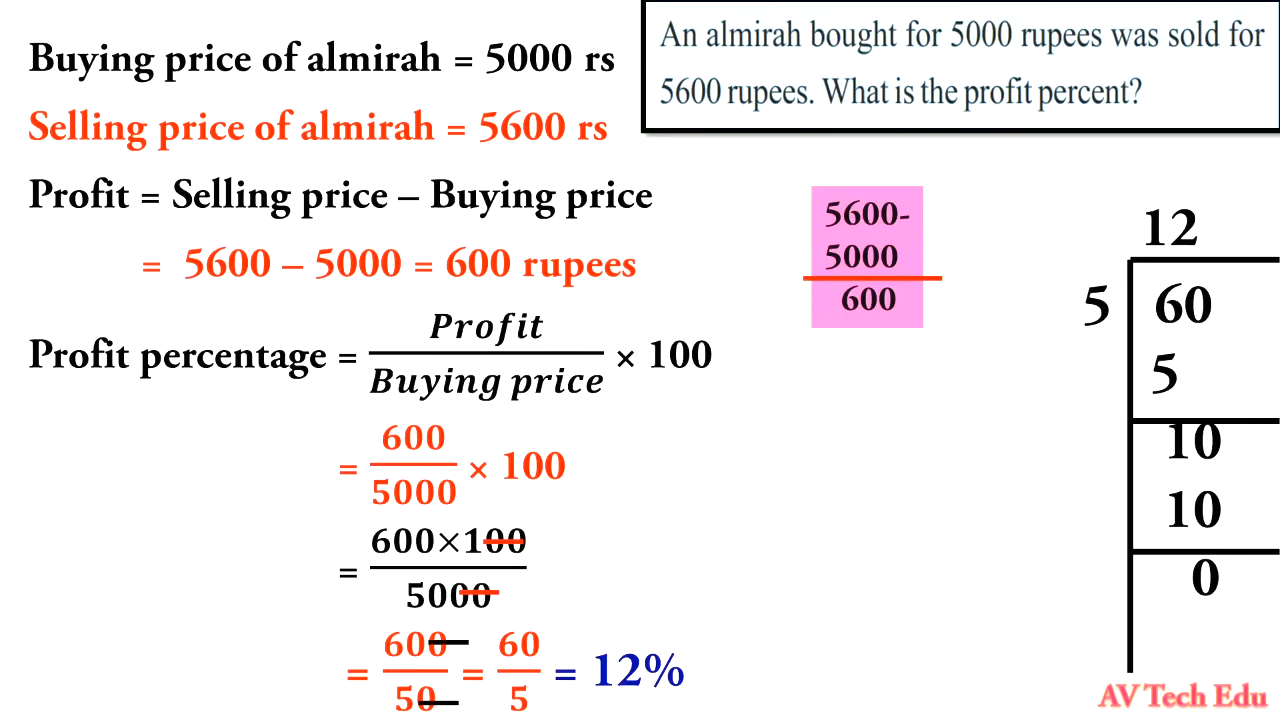 An almirah bought for 5000 rupees was sold for
5600 rupees. What is the profit percent?
Buying price of almirah = 5000 rs
Selling price of almirah = 5600 rs
Profit = Selling price – Buying price
= 5600 – 5000 = 600 rupees
Profit percentage = Profit/Buying price × 100
= 600/5000 × 100
= 600×100/5000
= 600/50 = 60/5 = 12%
5600-
5000
600
12
5 60
5
10
10
0
AV Tech Edu